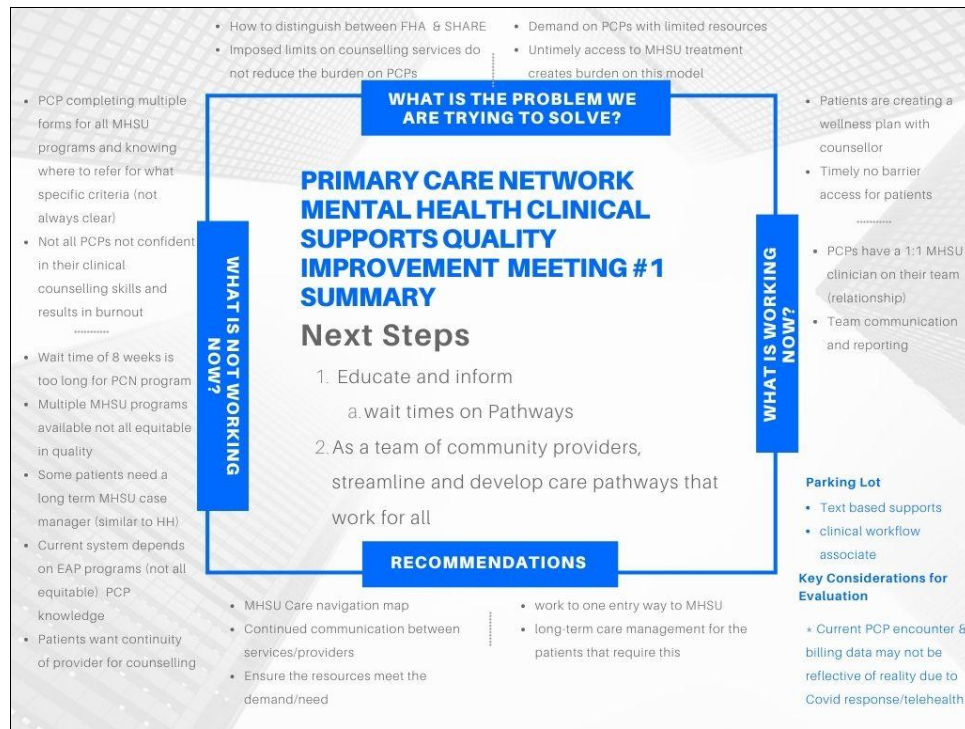 • How to distinguish between FHA & SHARE
• Imposed limits on counselling services do
not reduce the burden on PCPs
• Demand on PCPs with limited resources
• Untimely access to MHSU treatment
creates burden on this model
WHAT IS THE PROBLEM WE
ARE TRYING TO SOLVE?
• PCP completing multiple
forms for all MHSU
programs and knowing
where to refer for what
specific criteria (not
always clear)
• Not all PCPs not confident
in their clinical
counselling skills and
results in burnout
• Wait time of 8 weeks is
too long for PCN program
• Multiple MHSU programs
available not all equitable
in quality
• Some patients need a
long term MHSU case
manager (similar to HH)
• Current system depends
on EAP programs (not all
equitable) PCP
knowledge
• Patients want continuity
of provider for counselling
WHAT IS NOT WORKING
NOW?
PRIMARY CARE NETWORK
MENTAL HEALTH CLINICAL
SUPPORTS QUALITY
IMPROVEMENT MEETING #1
SUMMARY
Next Steps
1. Educate and inform
a. wait times on Pathways
2. As a team of community providers,
streamline and develop care pathways that
work for all
WHAT IS WORKING
NOW?
• Patients are creating a
wellness plan with
counsellor
• Timely no barrier
access for patients
• PCPs have a 1:1 MHSU
clinician on their team
(relationship)
• Team communication
and reporting
RECOMMENDATIONS
• MHSU Care navigation map
• Continued communication between
services/providers
• Ensure the resources meet the
demand/need
• work to one entry way to MHSU
• long-term care management for the
patients that require this
Parking Lot
• Text based supports
• clinical workflow
associate
Key Considerations for
Evaluation
* Current PCP encounter &
billing data may not be
reflective of reality due to
Covid response/telehealth